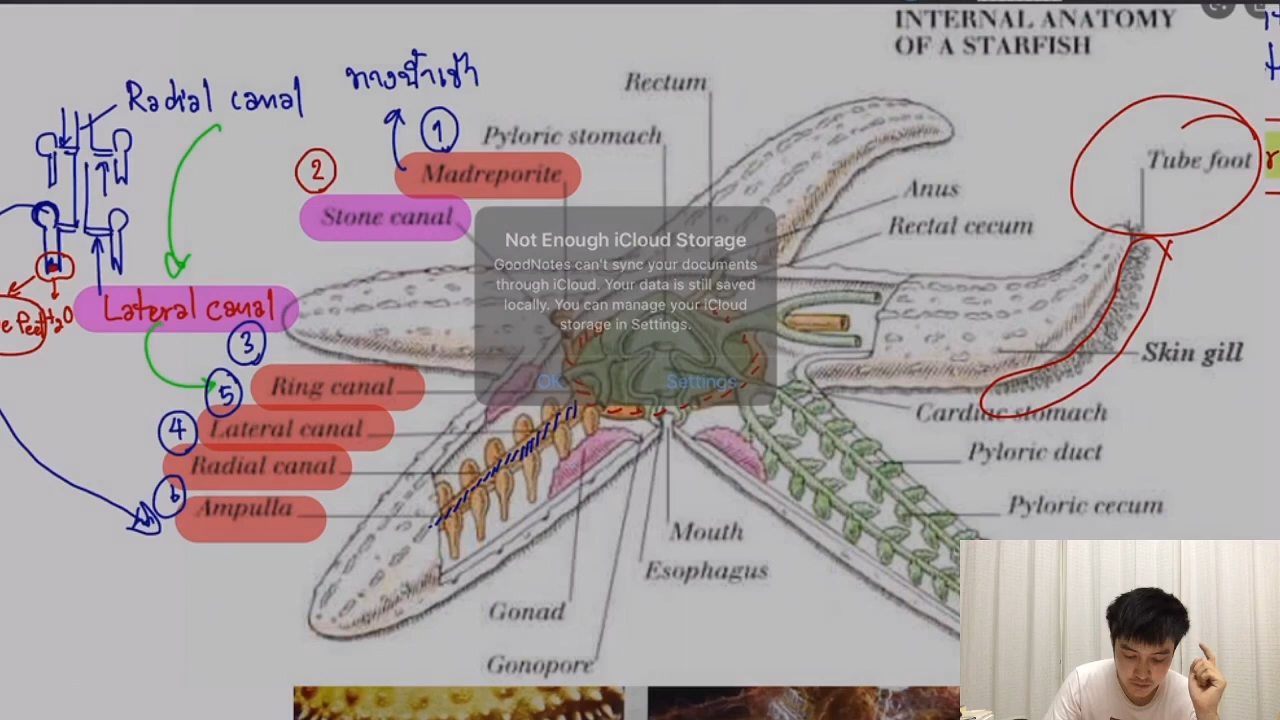 INTERNAL ANATOMY
OF A STARFISH
Rectum
ทางน้ำเข้า
Radial canal
1
Pyloric stomach
Tube foot
2
Madreporite
Anus
Stone canal
Rectal cecum
Not Enough iCloud Storage
GoodNotes can't sync your documents
through iCloud. Your data is still saved
locally. You can manage your iCloud
storage in Settings.
OK
Settings
Lateral canal
H₂O
3
Skin gill
Ring canal
5
Cardiac stomach
Lateral canal
4
Pyloric duct
Radial canal
6
Ampulla
Pyloric cecum
Mouth
Esophagus
Gonad
Gonopore